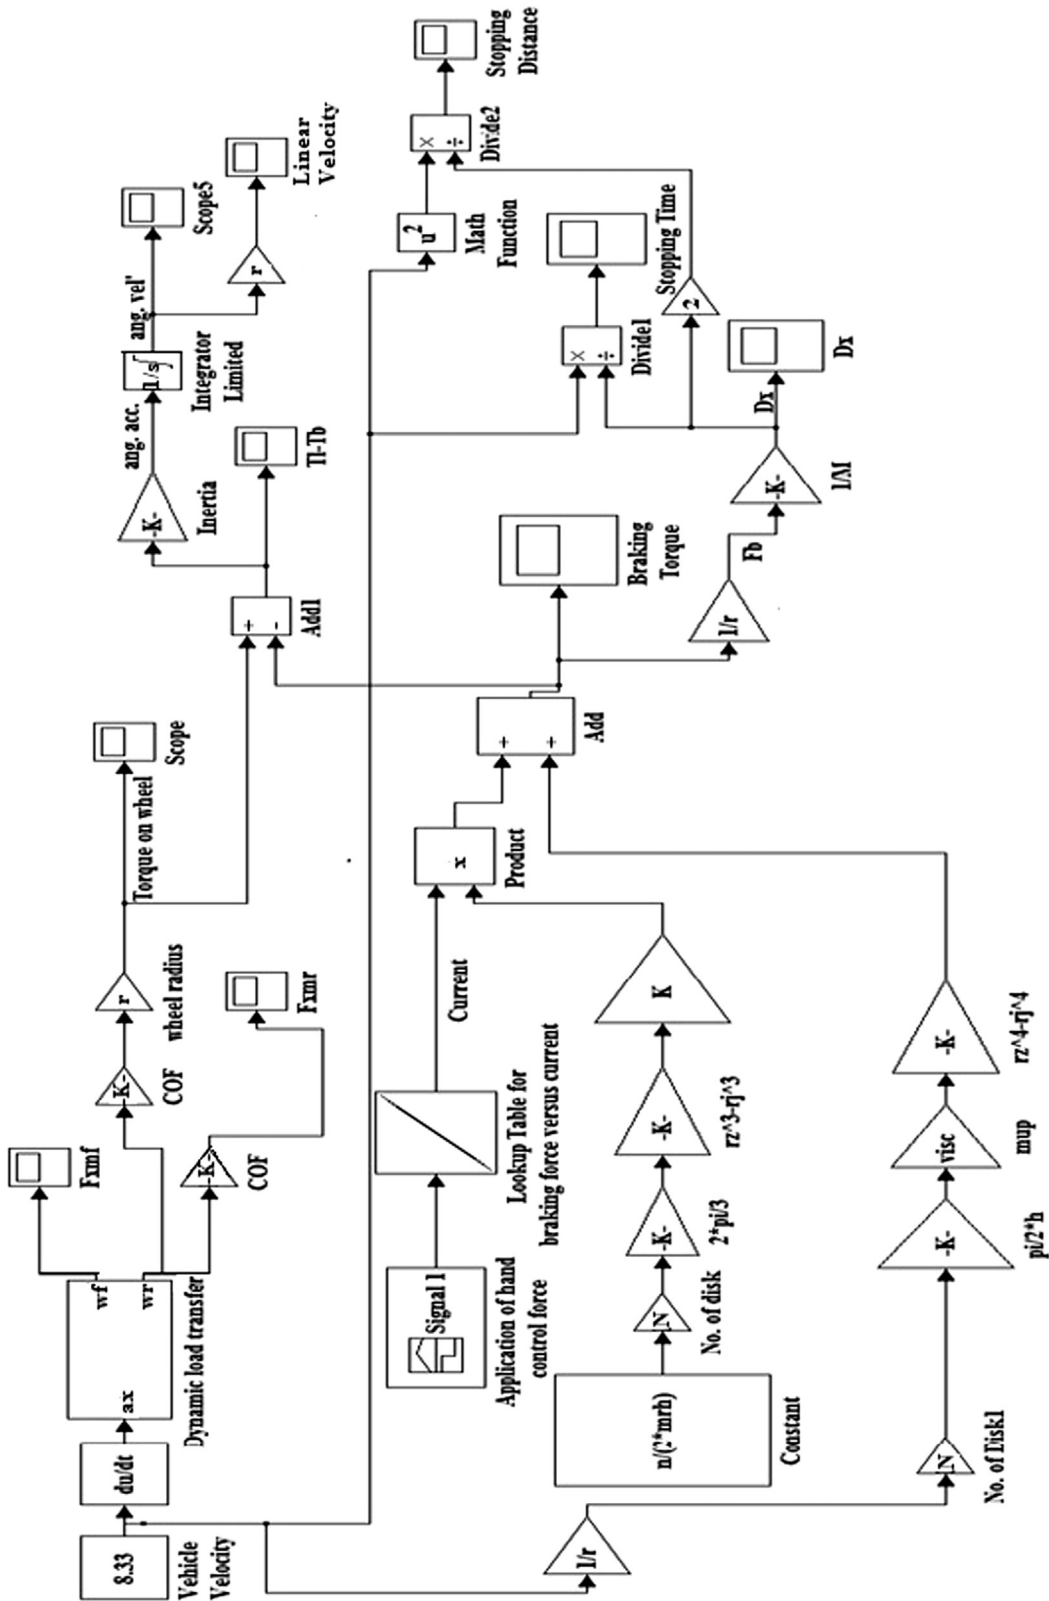 8.33
Vehicle
Velocity
du/dt
ax
wf
wr
Dynamic load transfer
Fxmf
-K-
COF
-K-
COF
r
wheel radius
Fxmr
Torque on wheel
Scope
+
-
Add1
Tl-Tb
-K-
Inertia
ang. acc.
1/s
Integrator
Limited
ang. vel'
Scope5
r
Linear
Velocity
Signal 1
Application of hand
control force
Lookup Table for
braking force versus current
Current
x
Product
n/(2*mrh)
Constant
N
No. of disk
-K-
2*pi/3
-K-
rz^3-rj^3
K
1/r
N
No. of Disk1
-K-
pi/2*h
visc
mup
-K-
rz^4-rj^4
+
+
Add
Braking
Torque
1/r
Fb
-K-
1/M
Dx
Dx
×
÷
Divide1
Stopping Time
2
u²
Math
Function
×
÷
Divide2
Stopping
Distance